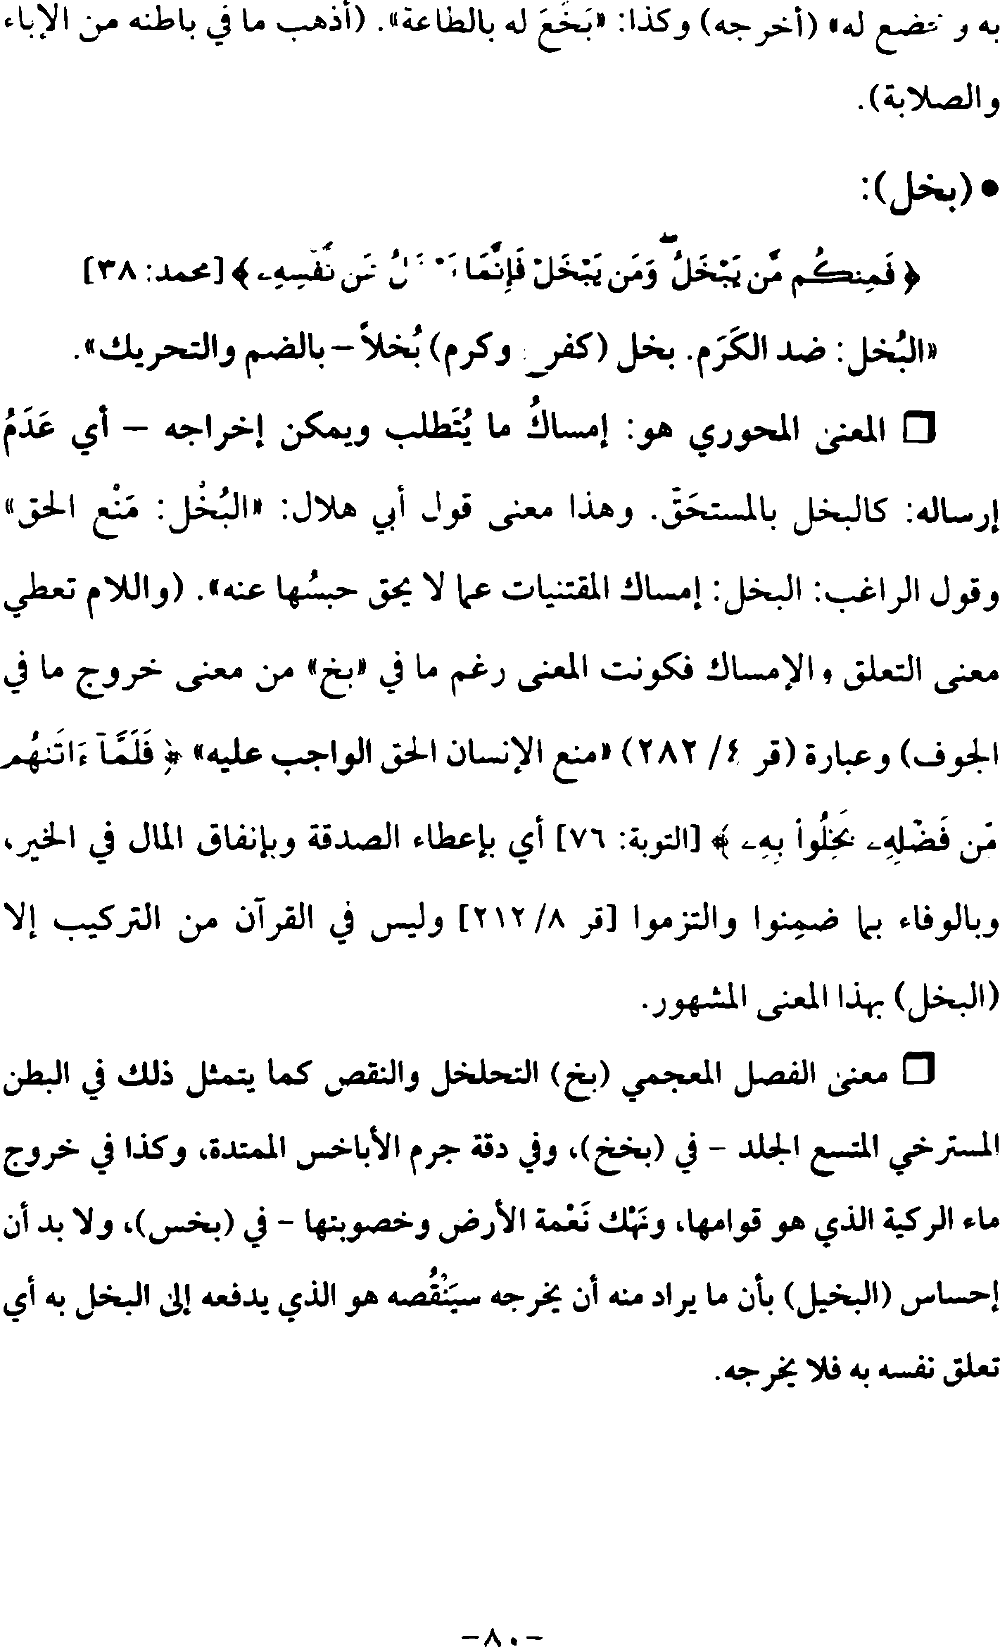 به و خضع له» (أخرجه) وكذا: «بَخَعَ له بالطاعة». (أذهب ما في باطنه من الإباء
والصلابة).
• (بخل):
﴿ فَمِنكُم مَّن يَبْخَلُ ۖ وَمَن يَبْخَلْ فَإِنَّمَا يَبْخَلُ عَن نَّفْسِهِۦ ﴾ [محمد: ٣٨]
«البُخل: ضد الكَرَم. بخل (كفرح وكرم) بُخلاً – بالضم والتحريك».
❏ المعنى المحوري هو: إمساكُ ما يُتَطلب ويمكن إخراجه – أي عَدَمُ
إرساله: كالبخل بالمستحَقّ. وهذا معنى قول أبي هلال: «البُخْل: مَنْع الحق»
وقول الراغب: البخل: إمساك المقتنيات عما لا يحق حبسُها عنه». (واللام تعطي
معنى التعلق والإمساك فكونت المعنى رغم ما في «بخ» من معنى خروج ما في
الجوف) وعبارة (قر ٤/ ٢٨٢) «منع الإنسان الحق الواجب عليه» ﴿ فَلَمَّآ ءَاتَىٰهُم
مِّن فَضْلِهِۦ بَخِلُواْ بِهِۦ ﴾ [التوبة: ٧٦] أي بإعطاء الصدقة وبإنفاق المال في الخير،
وبالوفاء بما ضمِنوا والتزموا [قر ٨/ ٢١٢] وليس في القرآن من التركيب إلا
(البخل) بهذا المعنى المشهور.
❏ معنى الفصل المعجمي (بخ) التخلخل والنقص كما يتمثل ذلك في البطن
المسترخي المتسع الجلد – في (بخخ)، وفي دقة جرم الأباخس الممتدة، وكذا في خروج
ماء الركية الذي هو قوامها، ونَهْك نَعْمة الأرض وخصوبتها – في (بخس)، ولا بد أن
إحساس (البخيل) بأن ما يراد منه أن يخرجه سيَنْقُصه هو الذي يدفعه إلى البخل به أي
تعلق نفسه به فلا يخرجه.
–٨٠–